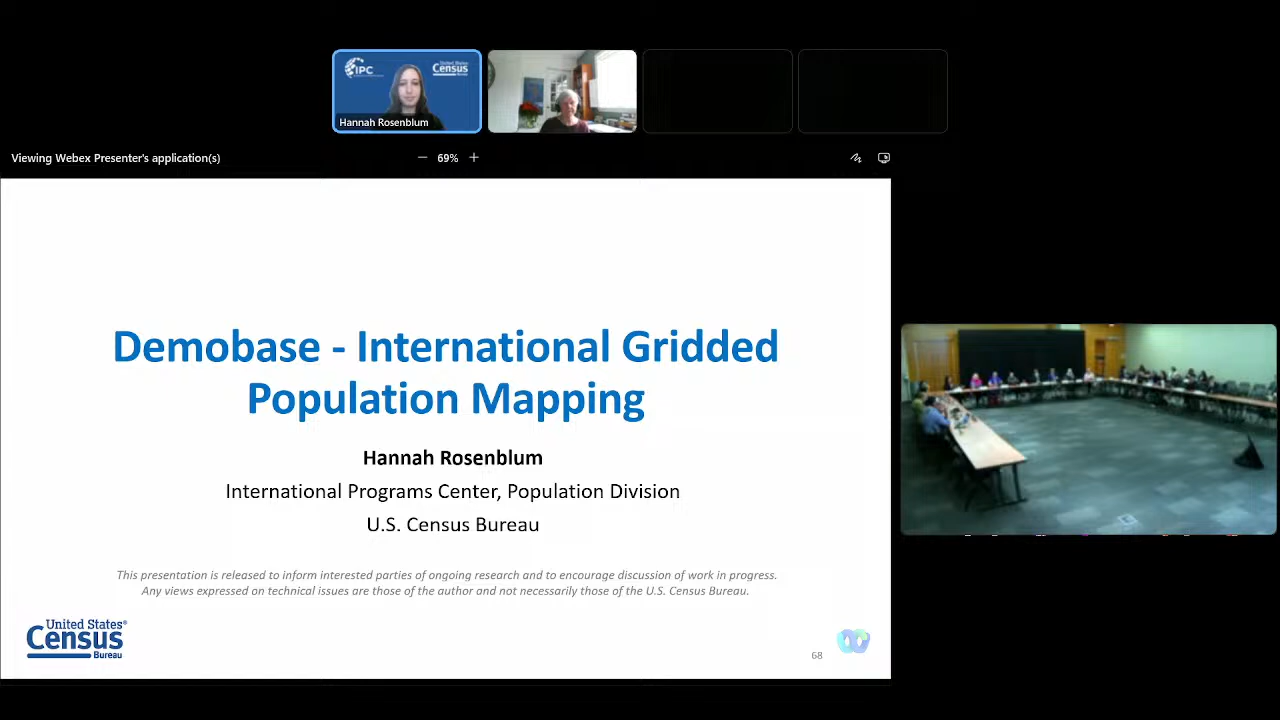 IPC
United States
Census
Bureau
Hannah Rosenblum
Viewing Webex Presenter's application(s)
69%
Demobase - International Gridded
Population Mapping
Hannah Rosenblum
International Programs Center, Population Division
U.S. Census Bureau
This presentation is released to inform interested parties of ongoing research and to encourage discussion of work in progress.
Any views expressed on technical issues are those of the author and not necessarily those of the U.S. Census Bureau.
United States®
Census
Bureau
68